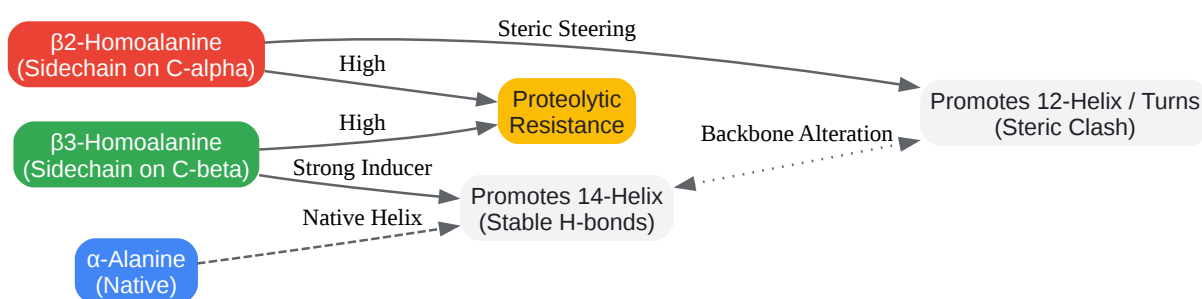 β2-Homoalanine
(Sidechain on C-alpha)
Steric Steering
High
Proteolytic
Resistance
Promotes 12-Helix / Turns
(Steric Clash)
β3-Homoalanine
(Sidechain on C-beta)
High
Strong Inducer
Backbone Alteration
Promotes 14-Helix
(Stable H-bonds)
Native Helix
α-Alanine
(Native)